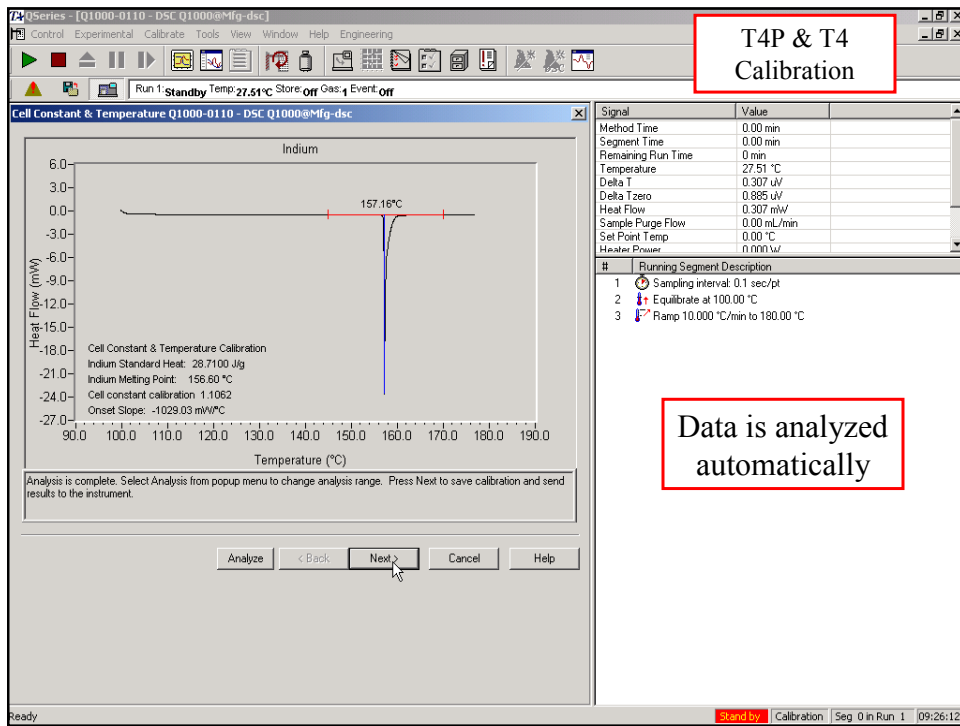 QSeries - [Q1000-0110 - DSC Q1000@Mfg-dsc]
Control Experimental Calibrate Tools View Window Help Engineering
T4P & T4
Calibration
Run 1:Standby Temp:27.51°C Store:Off Gas:1 Event:Off
Cell Constant & Temperature Q1000-0110 - DSC Q1000@Mfg-dsc
Indium
6.0
3.0
0.0
-3.0
-6.0
-9.0
-12.0
-15.0
-18.0
-21.0
-24.0
-27.0
Heat Flow (mW)
157.16°C
Cell Constant & Temperature Calibration
Indium Standard Heat: 28.7100 J/g
Indium Melting Point: 156.60 °C
Cell constant calibration 1.1062
Onset Slope: -1029.03 mW/°C
90.0 100.0 110.0 120.0 130.0 140.0 150.0 160.0 170.0 180.0 190.0
Temperature (°C)
Analysis is complete. Select Analysis from popup menu to change analysis range. Press Next to save calibration and send
results to the instrument.
Analyze < Back Next > Cancel Help
Signal Value
Method Time 0.00 min
Segment Time 0.00 min
Remaining Run Time 0 min
Temperature 27.51 °C
Delta T 0.307 uV
Delta Tzero 0.885 uV
Heat Flow 0.307 mW
Sample Purge Flow 0.00 mL/min
Set Point Temp 0.00 °C
Heater Power 0.000 W
# Running Segment Description
1 Sampling interval: 0.1 sec/pt
2 Equilibrate at 100.00 °C
3 Ramp 10.000 °C/min to 180.00 °C
Data is analyzed
automatically
Ready Stand by Calibration Seg 0 in Run 1 09:26:12